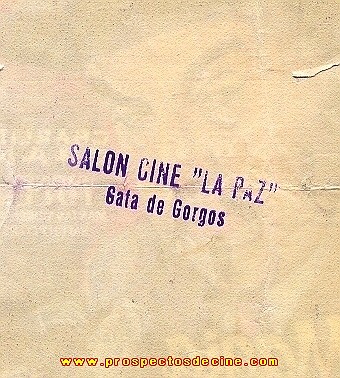 SALON CINE "LA PAZ"
Gata de Gorgos
www.prospectosdecine.com